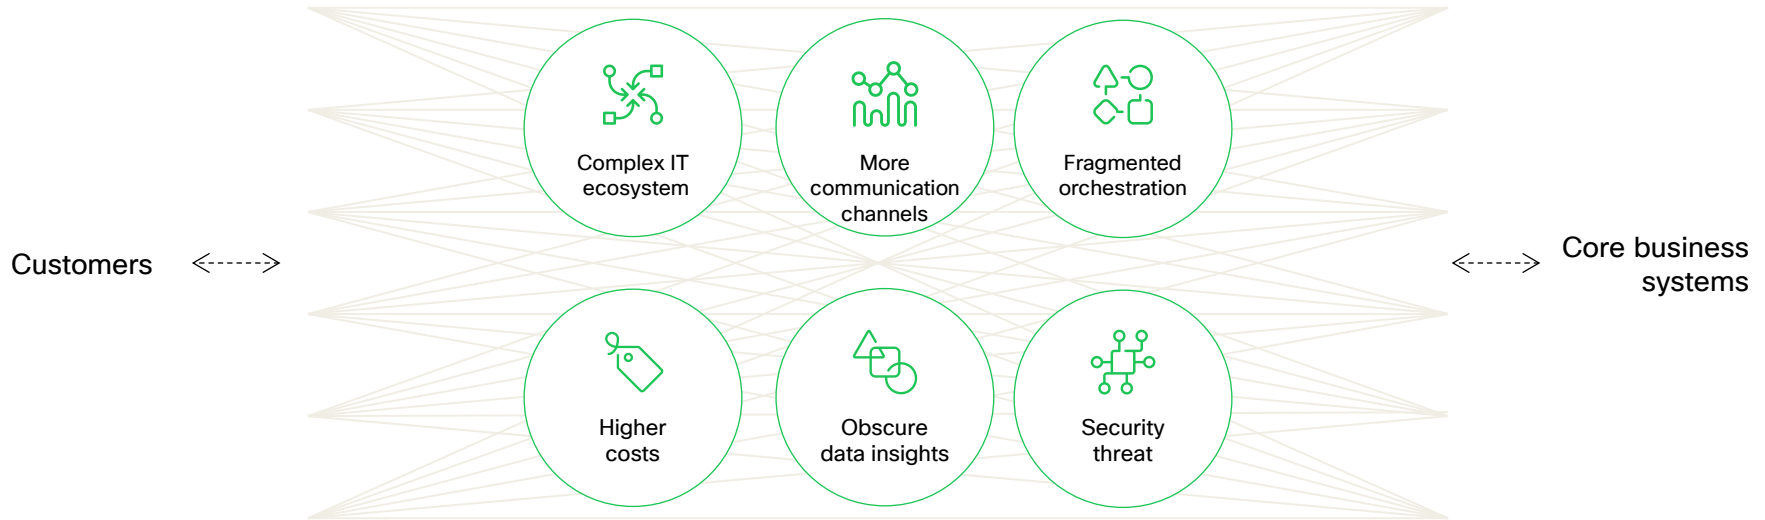 Complex IT
ecosystem
More
communication
channels
Fragmented
orchestration
Customers
Core business
systems
Higher
costs
Obscure
data insights
Security
threat